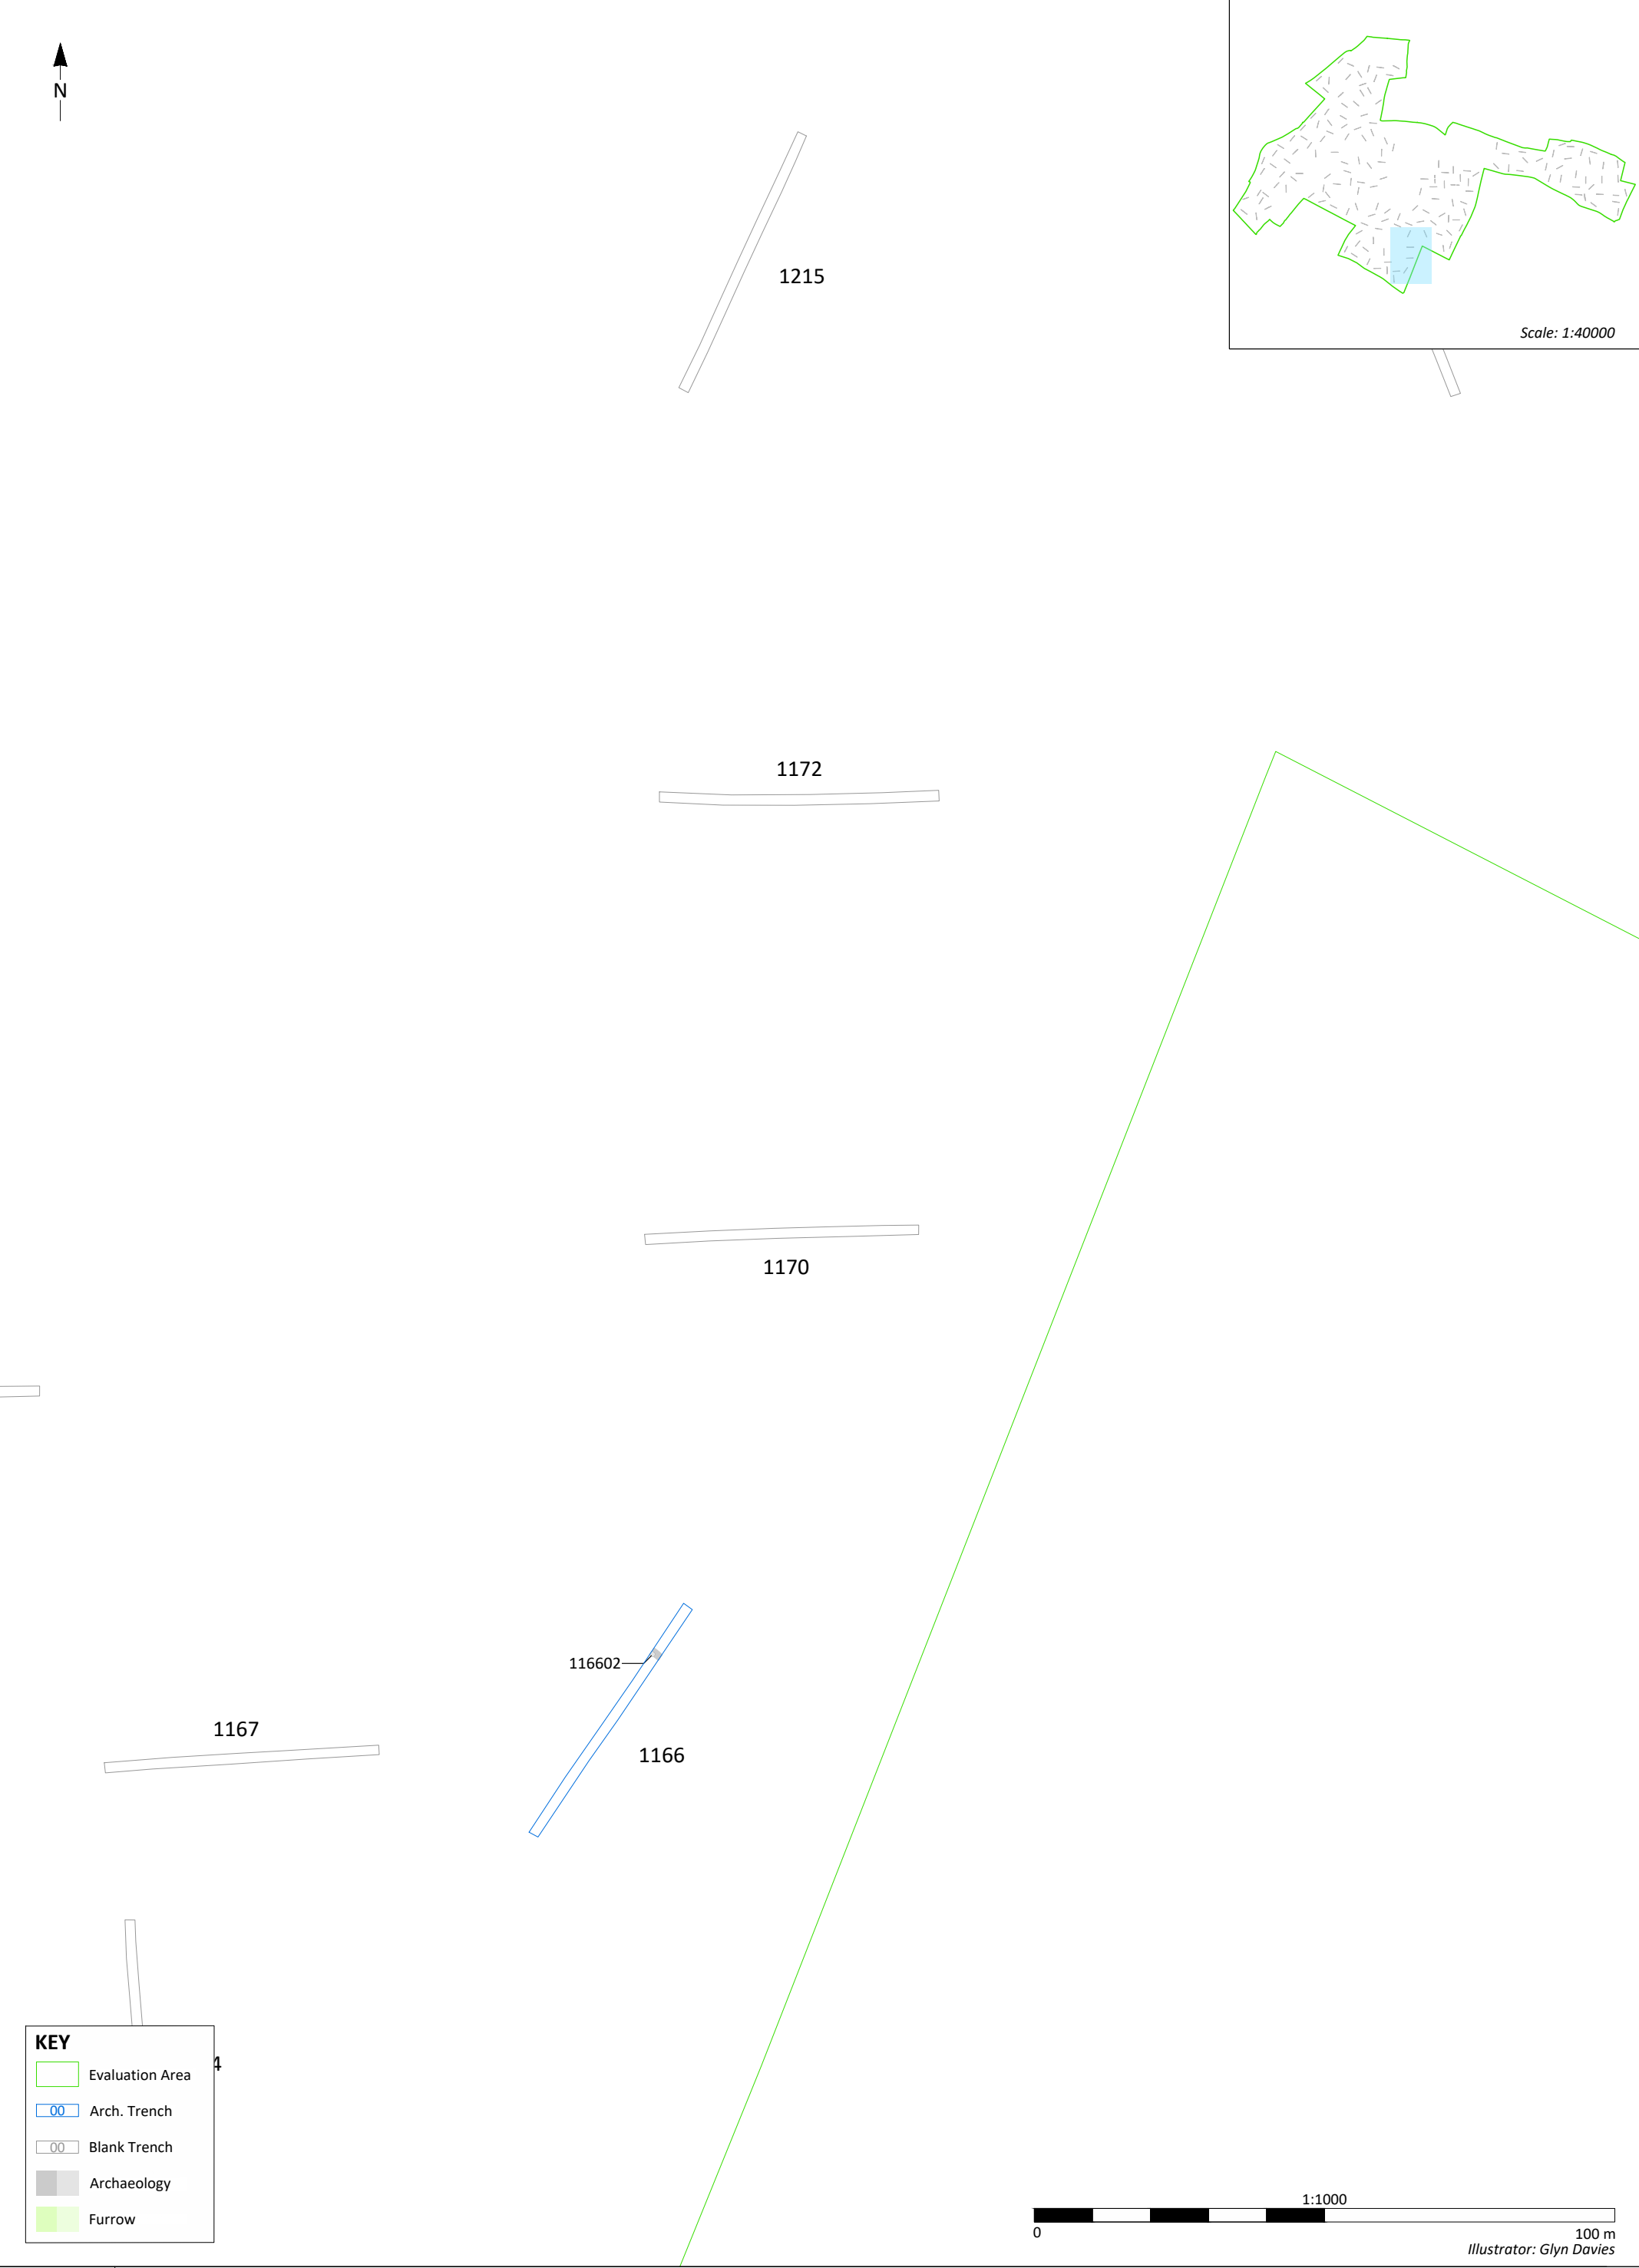 N
Scale: 1:40000
1215
1172
1170
116602
1167
1166
4
KEY
Evaluation Area
00 Arch. Trench
00 Blank Trench
Archaeology
Furrow
1:1000
0 100 m
Illustrator: Glyn Davies